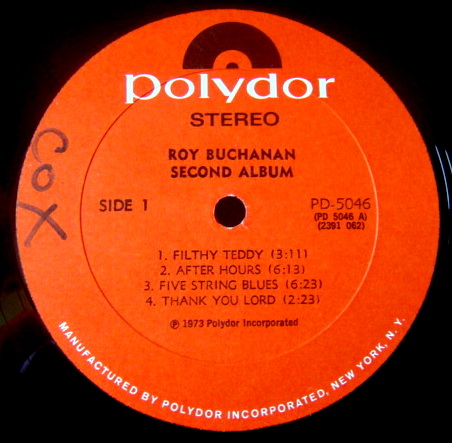 polydor
STEREO
ROY BUCHANAN
SECOND ALBUM
SIDE 1
PD-5046
(PD 5046 A)
(2391 062)
1. FILTHY TEDDY (3:11)
2. AFTER HOURS (6:13)
3. FIVE STRING BLUES (6:23)
4. THANK YOU LORD (2:23)
℗ 1973 Polydor Incorporated
MANUFACTURED BY POLYDOR INCORPORATED, NEW YORK, N. Y.
COX